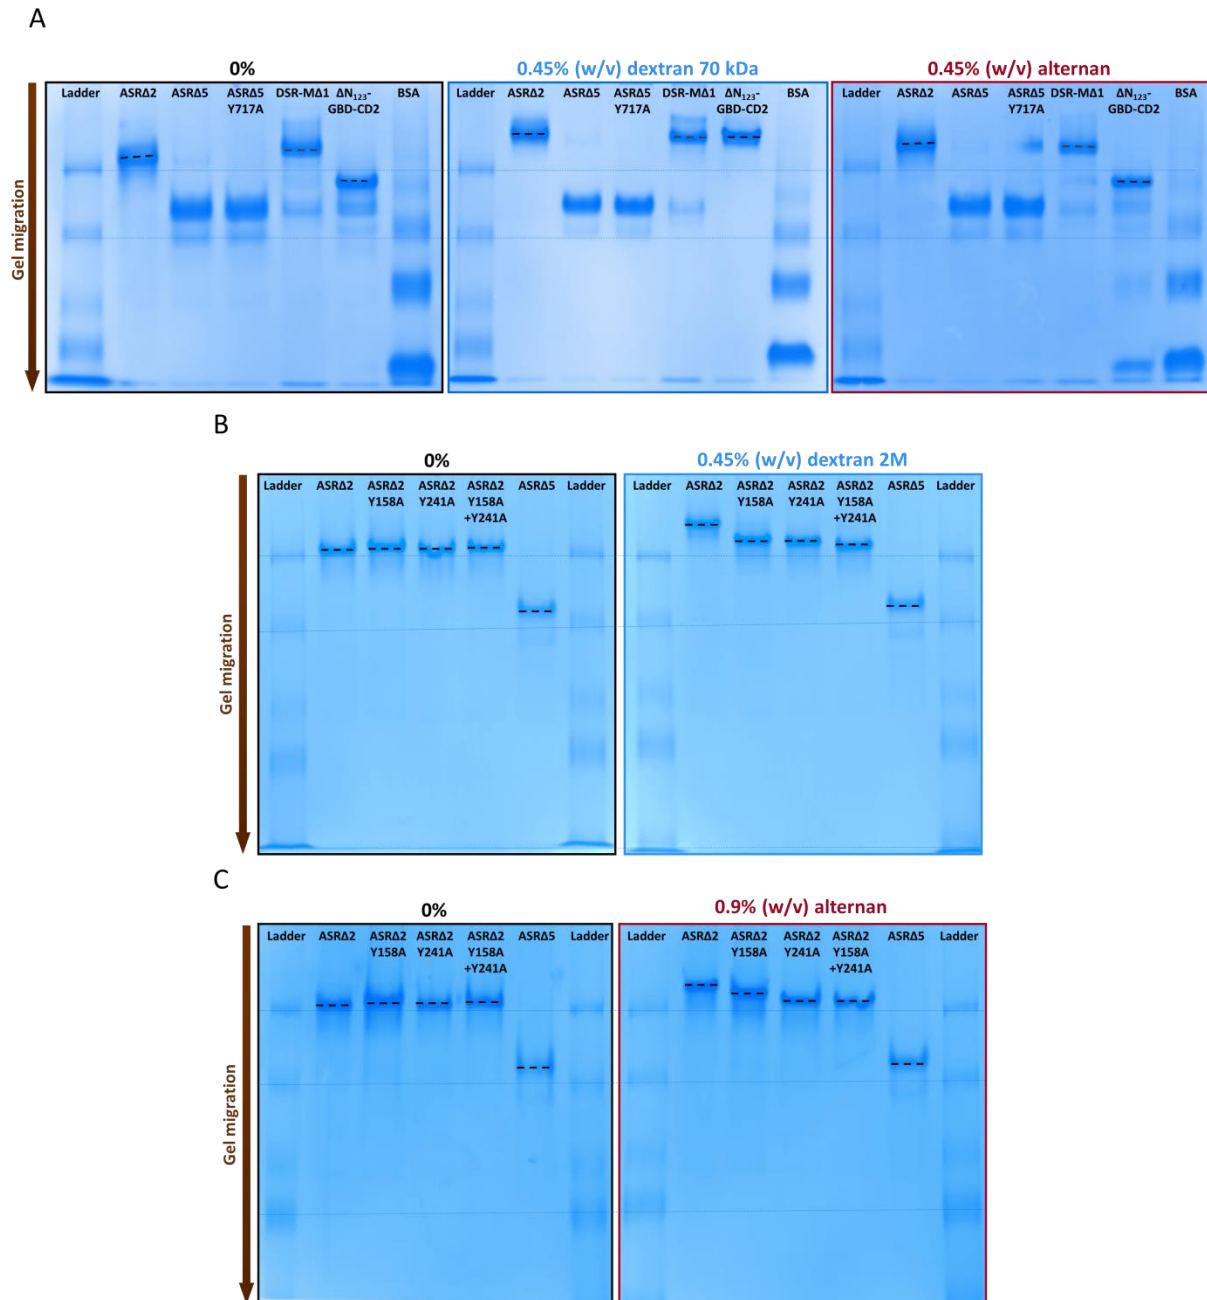 A
0%
0.45% (w/v) dextran 70 kDa
0.45% (w/v) alternan
Ladder ASRΔ2 ASRΔ5 ASRΔ5 Y717A DSR-MΔ1 ΔN₁₂₃-GBD-CD2 BSA
Ladder ASRΔ2 ASRΔ5 ASRΔ5 Y717A DSR-MΔ1 ΔN₁₂₃-GBD-CD2 BSA
Ladder ASRΔ2 ASRΔ5 ASRΔ5 Y717A DSR-MΔ1 ΔN₁₂₃-GBD-CD2 BSA
Gel migration
B
0%
0.45% (w/v) dextran 2M
Ladder ASRΔ2 ASRΔ2 Y158A ASRΔ2 Y241A ASRΔ2 Y158A +Y241A ASRΔ5 Ladder
ASRΔ2 ASRΔ2 Y158A ASRΔ2 Y241A ASRΔ2 Y158A +Y241A ASRΔ5 Ladder
Ladder
Gel migration
C
0%
0.9% (w/v) alternan
Ladder ASRΔ2 ASRΔ2 Y158A ASRΔ2 Y241A ASRΔ2 Y158A +Y241A ASRΔ5 Ladder
Ladder ASRΔ2 ASRΔ2 Y158A ASRΔ2 Y241A ASRΔ2 Y158A +Y241A ASRΔ5 Ladder
Gel migration